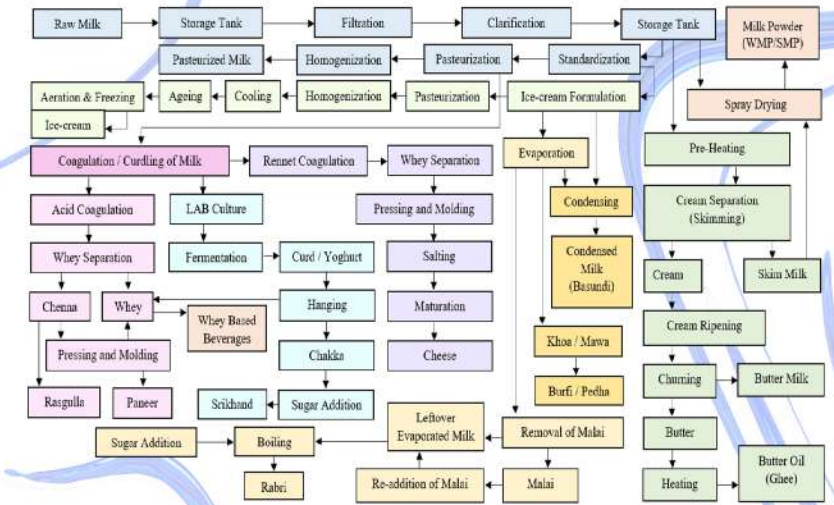 Raw Milk
Storage Tank
Filtration
Clarification
Storage Tank
Milk Powder
(WMP/SMP)
Pasteurized Milk
Homogenization
Pasteurization
Standardization
Aeration & Freezing
Ageing
Cooling
Homogenization
Pasteurization
Ice-cream Formulation
Spray Drying
Ice-cream
Coagulation / Curdling of Milk
Rennet Coagulation
Whey Separation
Evaporation
Pre-Heating
Acid Coagulation
LAB Culture
Pressing and Molding
Condensing
Cream Separation
(Skimming)
Whey Separation
Fermentation
Curd / Yoghurt
Salting
Condensed
Milk
(Basundi)
Cream
Skim Milk
Chenna
Whey
Hanging
Maturation
Whey Based
Beverages
Cream Ripening
Pressing and Molding
Chakka
Cheese
Khoa / Mawa
Churning
Butter Milk
Rasgulla
Paneer
Srikhand
Sugar Addition
Burfi / Pedha
Sugar Addition
Boiling
Leftover
Evaporated Milk
Removal of Malai
Butter
Rabri
Re-addition of Malai
Malai
Heating
Butter Oil
(Ghee)